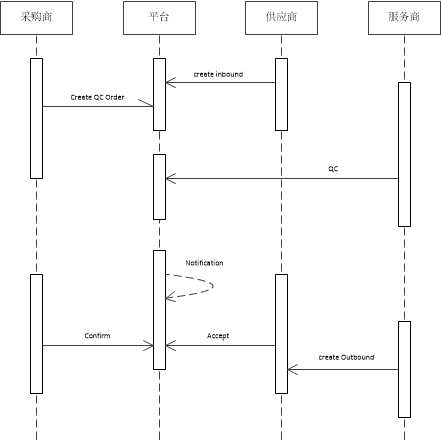 采购商
平台
供应商
服务商
create inbound
Create QC Order
QC
Notification
Confirm
Accept
create Outbound